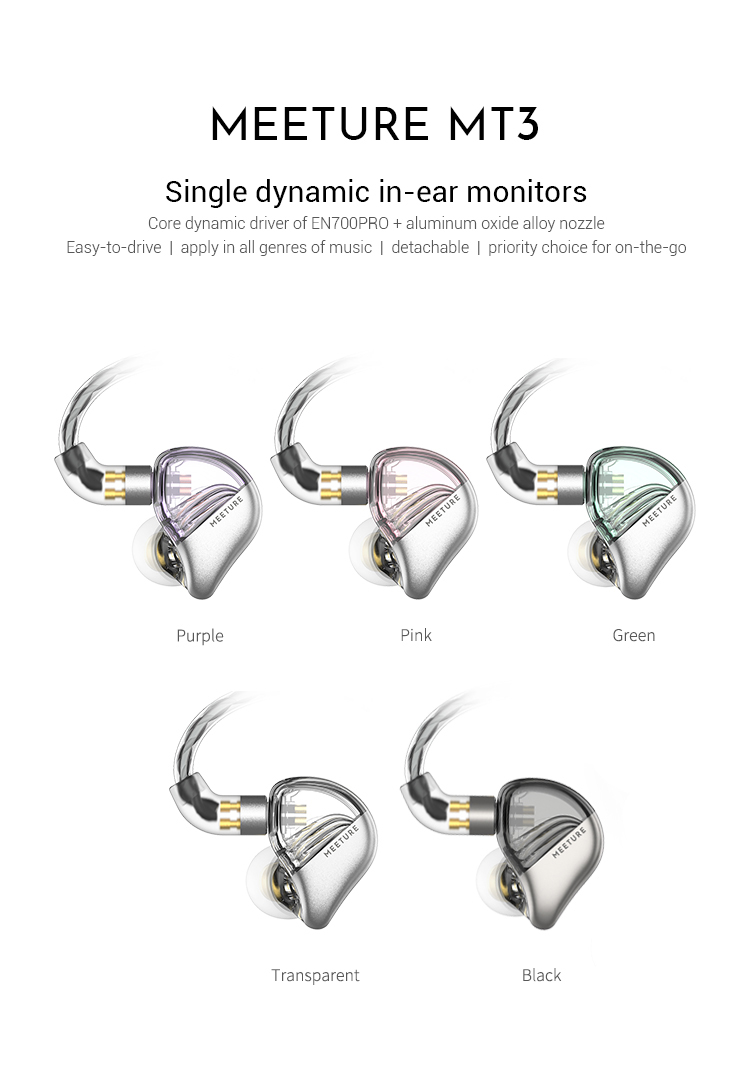 MEETURE MT3
Single dynamic in-ear monitors
Core dynamic driver of EN700PRO + aluminum oxide alloy nozzle
Easy-to-drive | apply in all genres of music | detachable | priority choice for on-the-go
MEETURE
MEETURE
MEETURE
Purple
Pink
Green
MEETURE
MEETURE
Transparent
Black